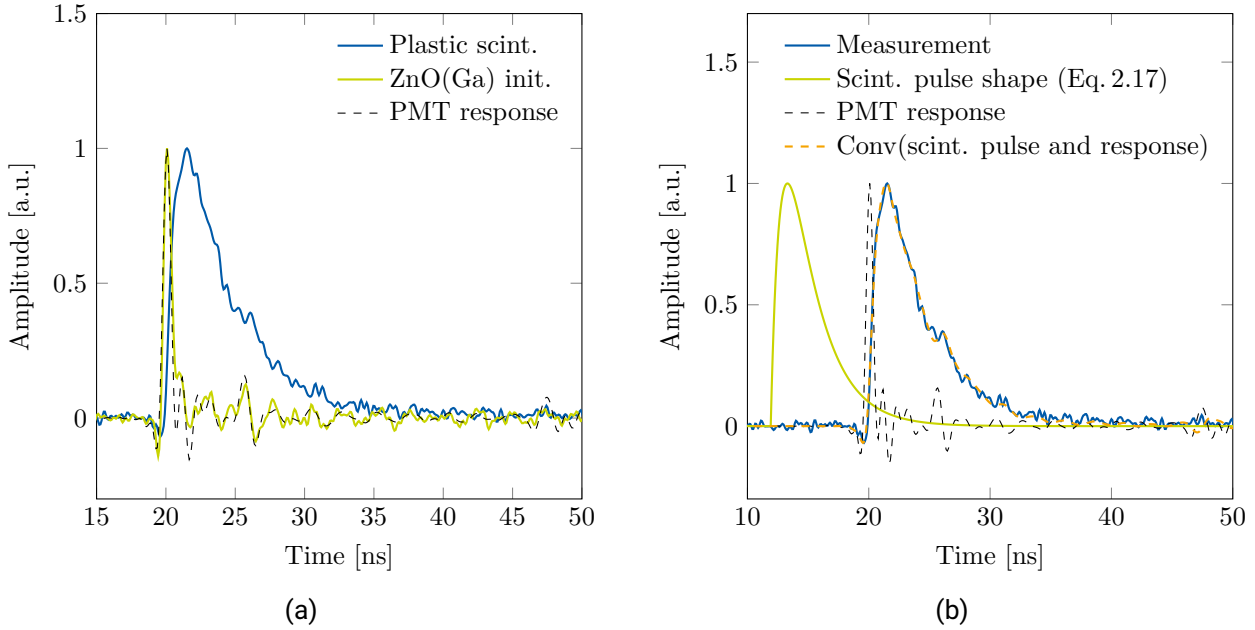 1.5
1
0.5
0
Amplitude [a.u.]
Plastic scint.
ZnO(Ga) init.
PMT response
15 20 25 30 35 40 45 50
Time [ns]
(a)
1.5
1
0.5
0
Amplitude [a.u.]
Measurement
Scint. pulse shape (Eq. 2.17)
PMT response
Conv(scint. pulse and response)
10 20 30 40 50
Time [ns]
(b)